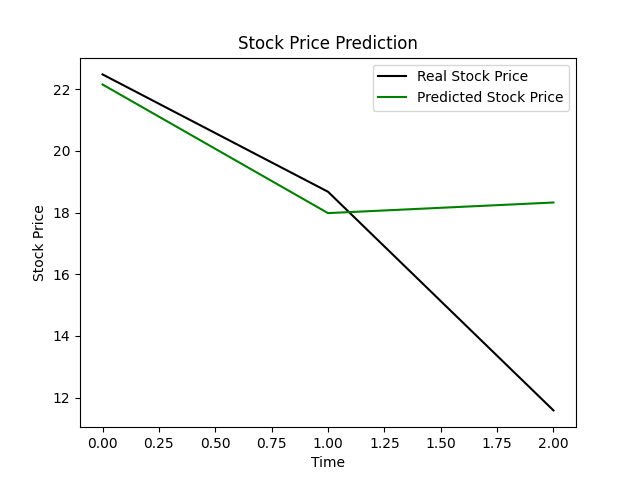 Stock Price Prediction
Real Stock Price
Predicted Stock Price
Stock Price
22
20
18
16
14
12
0.00 0.25 0.50 0.75 1.00 1.25 1.50 1.75 2.00
Time